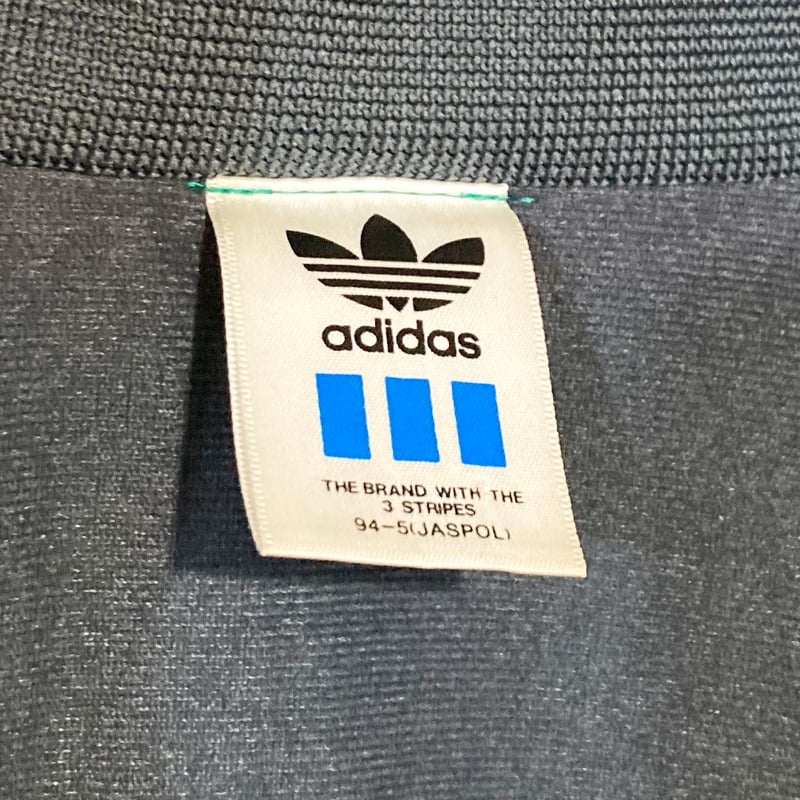 adidas
THE BRAND WITH THE
3 STRIPES
94-5(JASPOL)